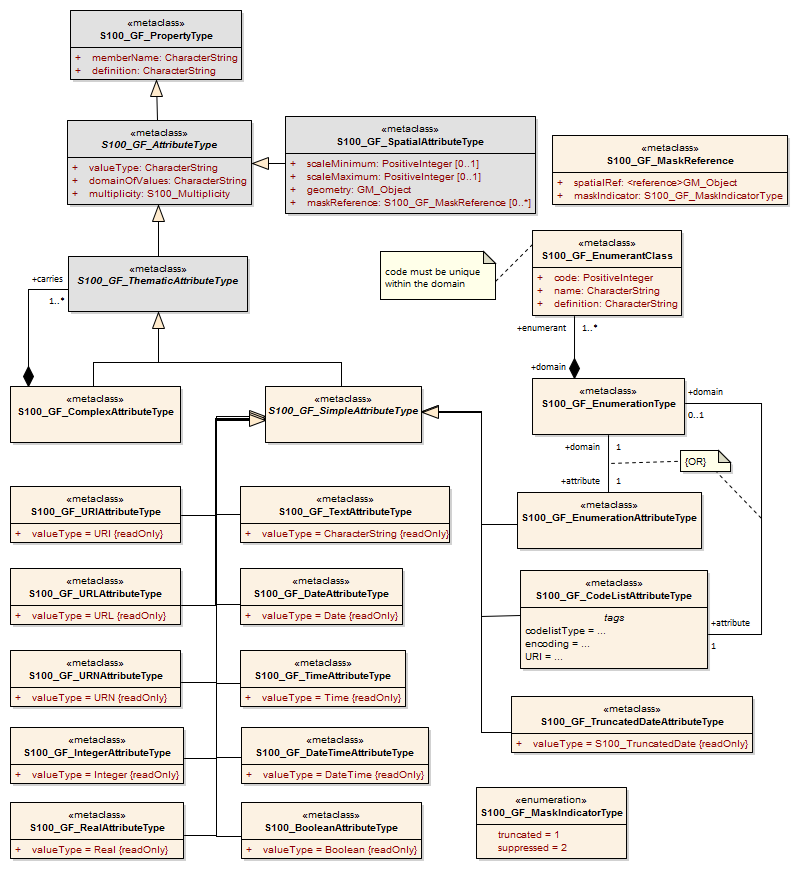 «metaclass»
S100_GF_PropertyType
+ memberName: CharacterString
+ definition: CharacterString
«metaclass»
S100_GF_AttributeType
+ valueType: CharacterString
+ domainOfValues: CharacterString
+ multiplicity: S100_Multiplicity
«metaclass»
S100_GF_SpatialAttributeType
+ scaleMinimum: PositiveInteger [0..1]
+ scaleMaximum: PositiveInteger [0..1]
+ geometry: GM_Object
+ maskReference: S100_GF_MaskReference [0..*]
«metaclass»
S100_GF_MaskReference
+ spatialRef: <reference>GM_Object
+ maskIndicator: S100_GF_MaskIndicatorType
«metaclass»
S100_GF_ThematicAttributeType
+carries
1..*
code must be unique
within the domain
«metaclass»
S100_GF_EnumerantClass
+ code: PositiveInteger
+ name: CharacterString
+ definition: CharacterString
+enumerant
1..*
+domain
«metaclass»
S100_GF_ComplexAttributeType
«metaclass»
S100_GF_SimpleAttributeType
«metaclass»
S100_GF_EnumerationType
+domain
0..1
+domain
1
{OR}
+attribute
1
«metaclass»
S100_GF_EnumerationAttributeType
«metaclass»
S100_GF_URIAttributeType
+ valueType = URI {readOnly}
«metaclass»
S100_GF_TextAttributeType
+ valueType = CharacterString {readOnly}
«metaclass»
S100_GF_URLAttributeType
+ valueType = URL {readOnly}
«metaclass»
S100_GF_DateAttributeType
+ valueType = Date {readOnly}
«metaclass»
S100_GF_CodeListAttributeType
tags
codelistType = ...
encoding = ...
URI = ...
+attribute
1
«metaclass»
S100_GF_URNAttributeType
+ valueType = URN {readOnly}
«metaclass»
S100_GF_TimeAttributeType
+ valueType = Time {readOnly}
«metaclass»
S100_GF_TruncatedDateAttributeType
+ valueType = S100_TruncatedDate {readOnly}
«metaclass»
S100_GF_IntegerAttributeType
+ valueType = Integer {readOnly}
«metaclass»
S100_GF_DateTimeAttributeType
+ valueType = DateTime {readOnly}
«metaclass»
S100_GF_RealAttributeType
+ valueType = Real {readOnly}
«metaclass»
S100_BooleanAttributeType
+ valueType = Boolean {readOnly}
«enumeration»
S100_GF_MaskIndicatorType
truncated = 1
suppressed = 2